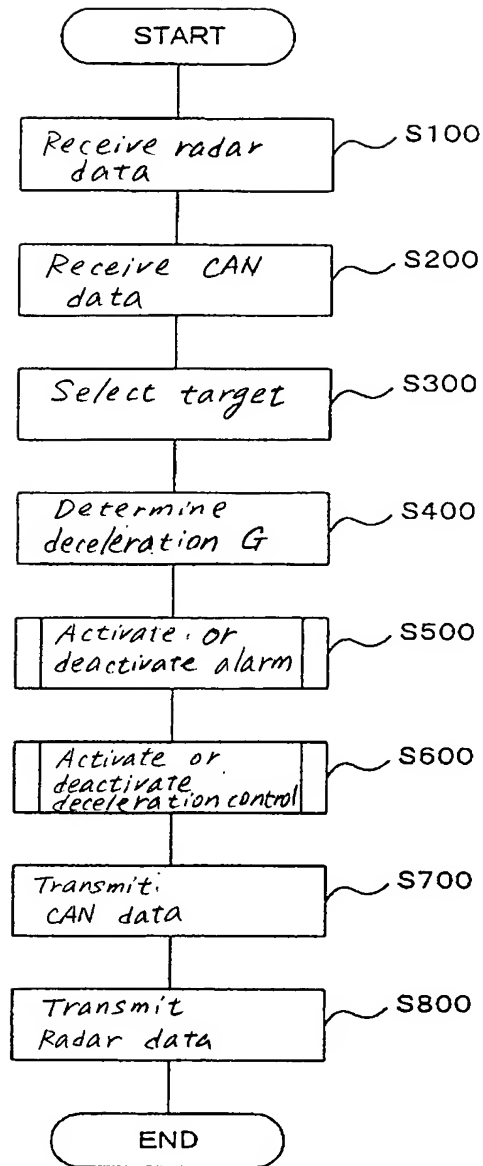 START
Receive radar
data
S100
Receive CAN
data
S200
Select target
S300
Determine
deceleration G
S400
Activate or
deactivate alarm
S500
Activate or
deactivate
deceleration control
S600
Transmit
CAN data
S700
Transmit
Radar data
S800
END